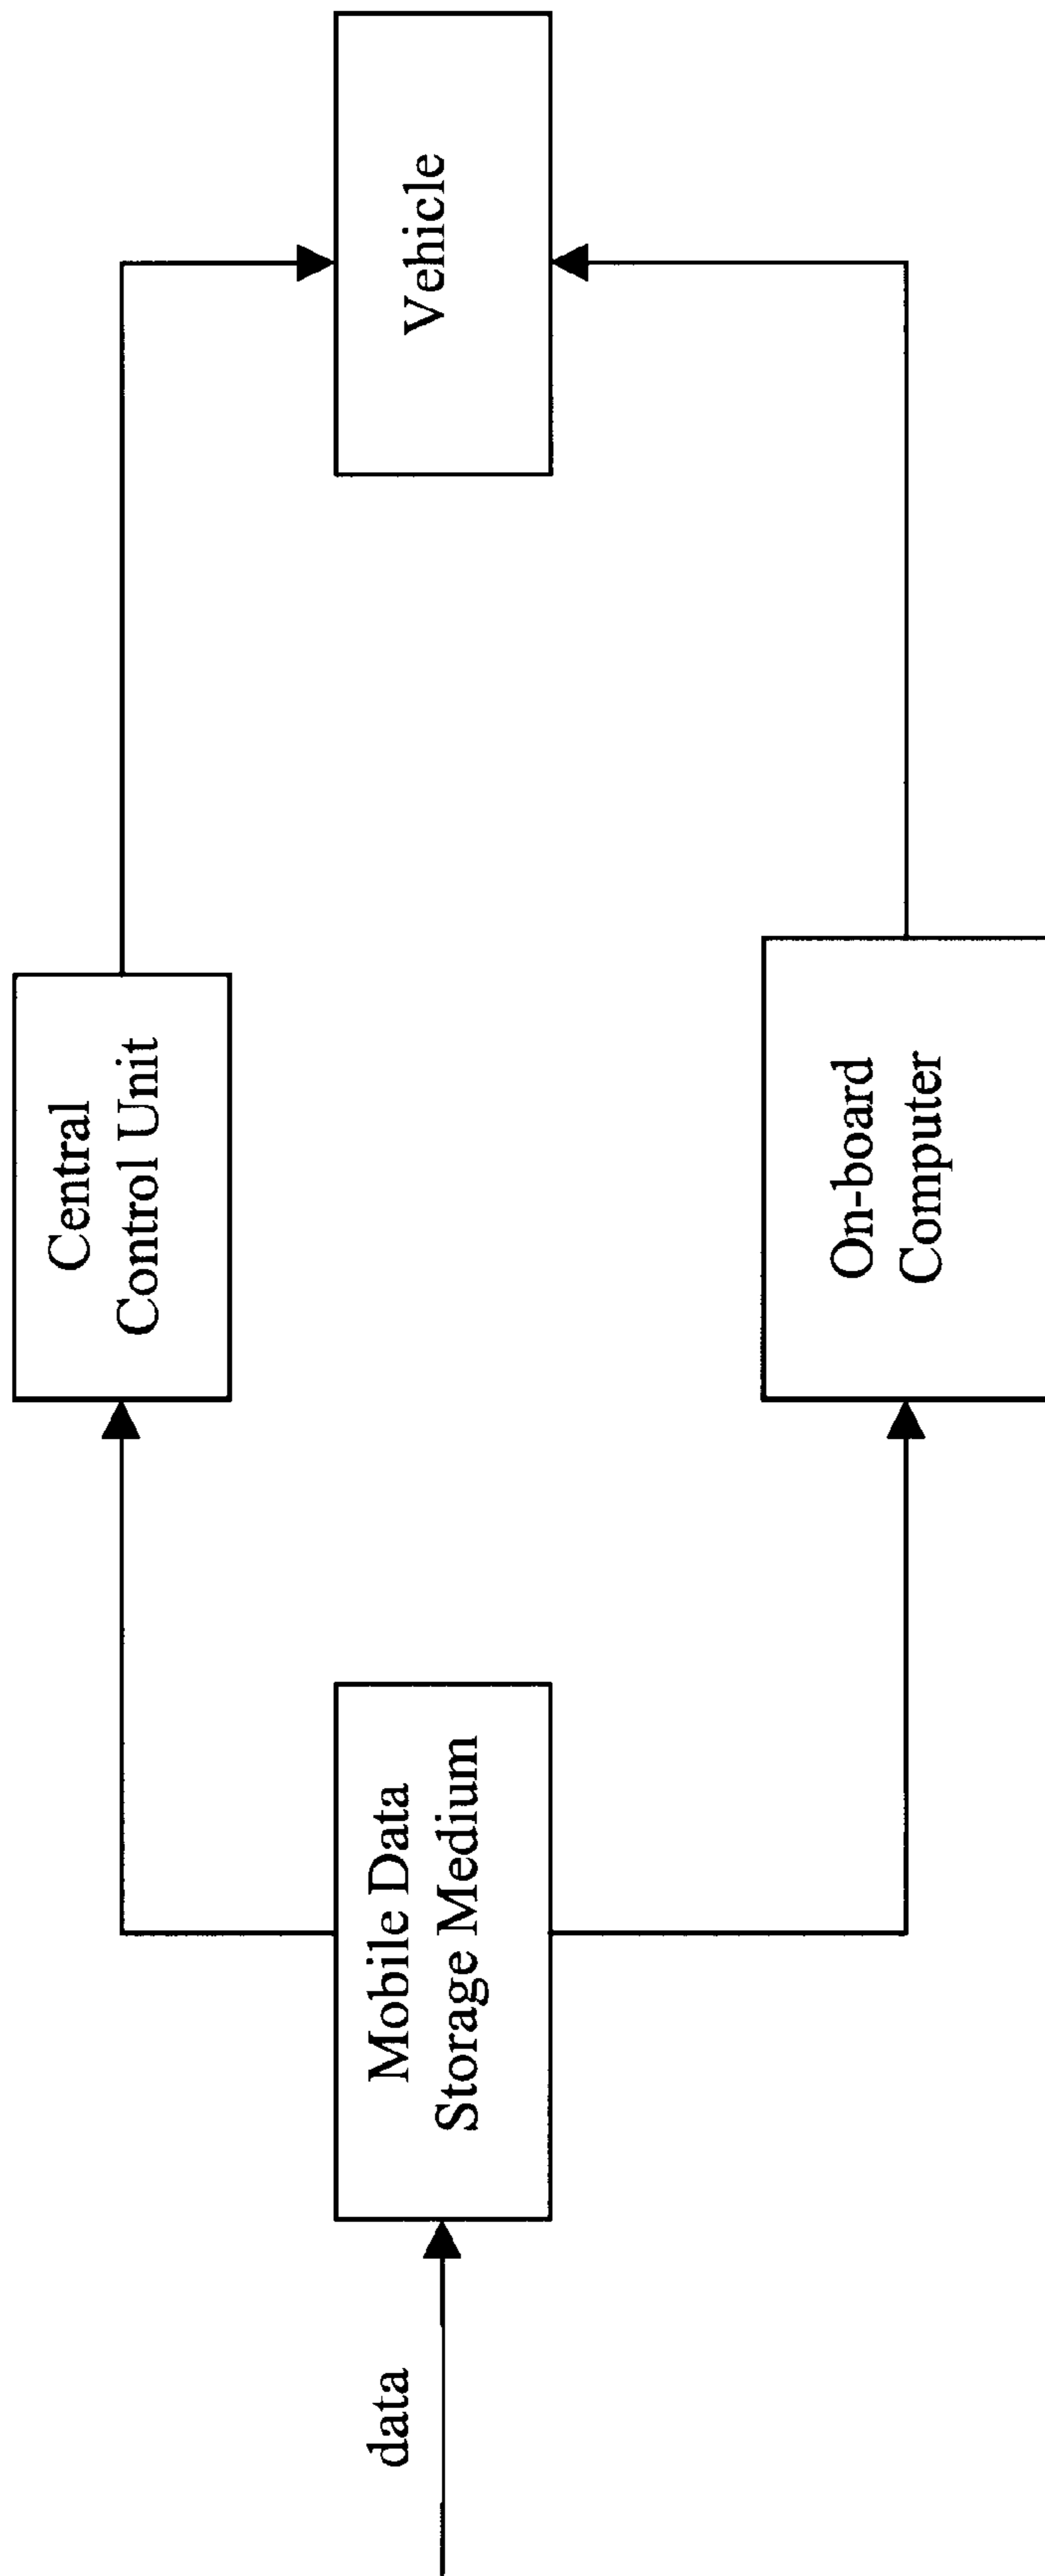 data
Mobile Data
Storage Medium
Central
Control Unit
On-board
Computer
Vehicle